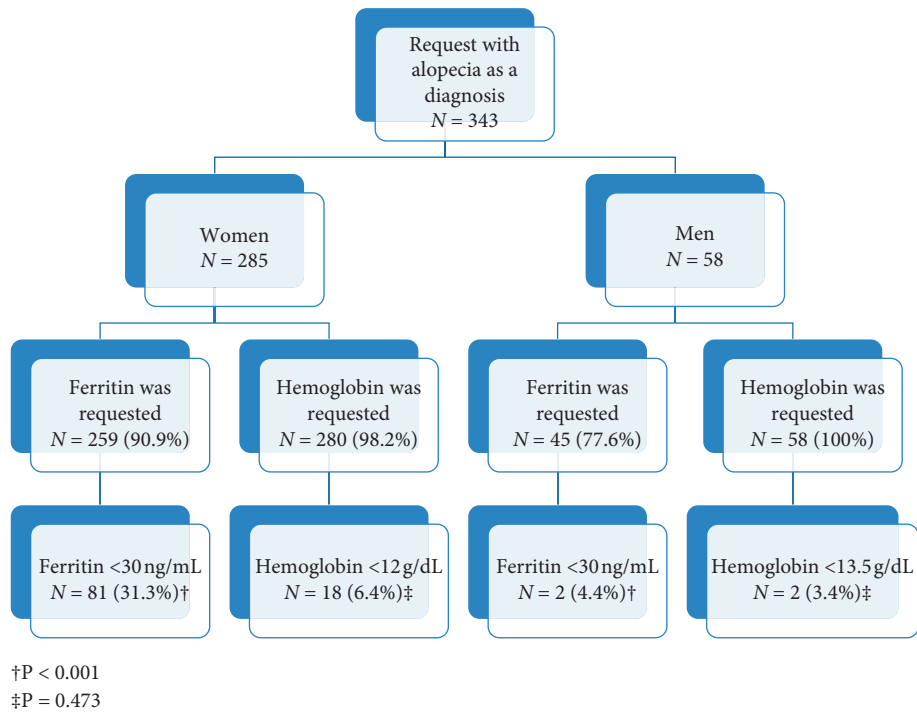 Request with
alopecia as a
diagnosis
N = 343
Women
N = 285
Men
N = 58
Ferritin was
requested
N = 259 (90.9%)
Hemoglobin was
requested
N = 280 (98.2%)
Ferritin was
requested
N = 45 (77.6%)
Hemoglobin was
requested
N = 58 (100%)
Ferritin <30 ng/mL
N = 81 (31.3%)†
Hemoglobin <12 g/dL
N = 18 (6.4%)‡
Ferritin <30 ng/mL
N = 2 (4.4%)†
Hemoglobin <13.5 g/dL
N = 2 (3.4%)‡
†P < 0.001
‡P = 0.473